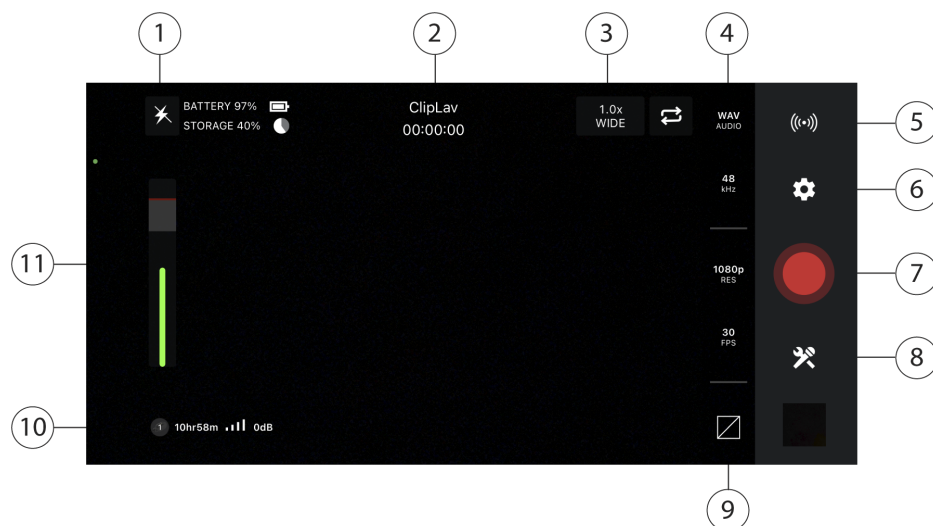 1
2
3
4
BATTERY 97%
STORAGE 40%
ClipLav
00:00:00
1.0x
WIDE
WAV
AUDIO
5
48
kHz
6
11
1080p
RES
7
30
FPS
8
10
1 10hr58m 0dB
9